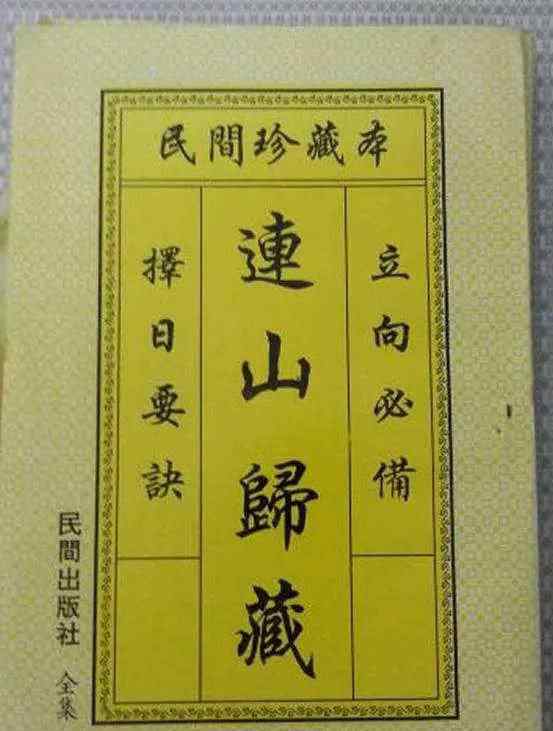 民間珍藏本
立向必備
連山歸藏
擇日要訣
民間出版社 全集